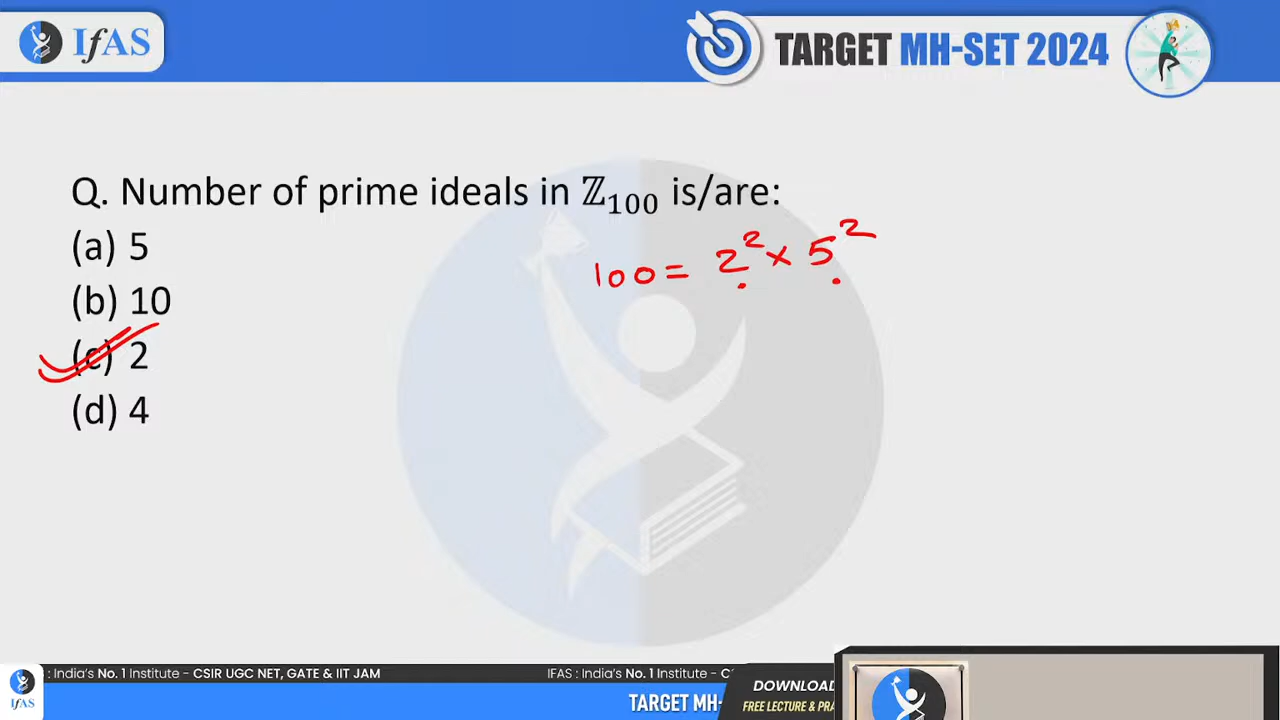 IfAS
TARGET MH-SET 2024
Q. Number of prime ideals in ℤ₁₀₀ is/are:
(a) 5
100 = 2² × 5²
(b) 10
(c) 2
(d) 4
: India's No. 1 Institute - CSIR UGC NET, GATE & IIT JAM
IFAS : India's No. 1 Institute - C
IfAS
TARGET MH-
DOWNLOAD
FREE LECTURE & PRA